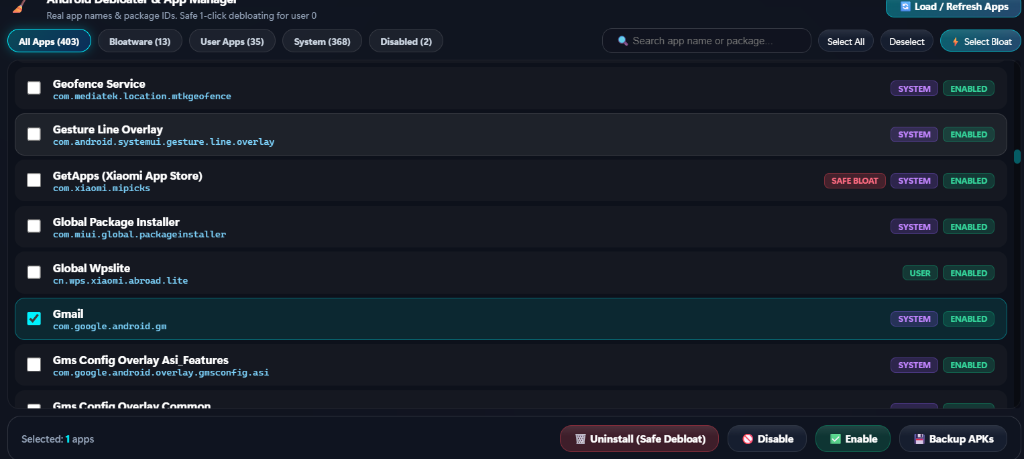 Android Debloater & App Manager
Real app names & package IDs. Safe 1-click debloating for user 0
Load / Refresh Apps
All Apps (403)
Bloatware (13)
User Apps (35)
System (368)
Disabled (2)
Search app name or package...
Select All
Deselect
Select Bloat
Geofence Service
com.mediatek.location.mtkgeofence
SYSTEM
ENABLED
Gesture Line Overlay
com.android.systemui.gesture.line.overlay
SYSTEM
ENABLED
GetApps (Xiaomi App Store)
com.xiaomi.mipicks
SAFE BLOAT
SYSTEM
ENABLED
Global Package Installer
com.miui.global.packageinstaller
SYSTEM
ENABLED
Global Wpslite
cn.wps.xiaomi.abroad.lite
USER
ENABLED
Gmail
com.google.android.gm
SYSTEM
ENABLED
Gms Config Overlay Asi_Features
com.google.android.overlay.gmsconfig.asi
SYSTEM
ENABLED
Gms Config Overlay Common
Selected: 1 apps
Uninstall (Safe Debloat)
Disable
Enable
Backup APKs